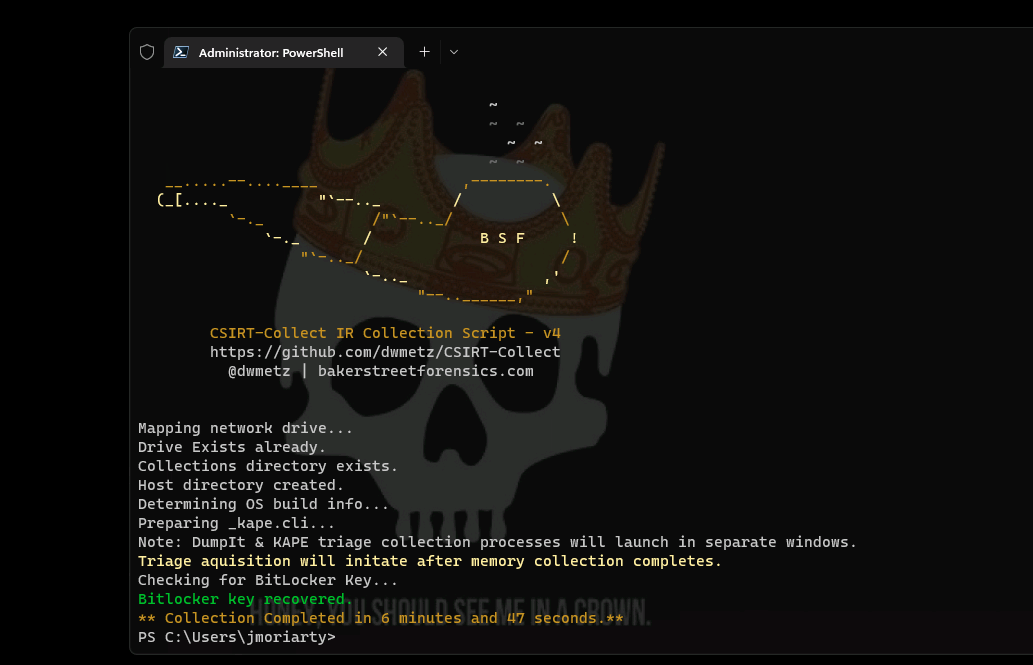 Administrator: PowerShell
~
~ ~
~ ~
~ ~
__.....--....____ ,--------.
(_[...._ "`--.._ / \
`-._ /"`--.._/ \
`-._ / B S F !
"`-.._/ /
`-.._ ,'
"--..______,"
CSIRT-Collect IR Collection Script - v4
https://github.com/dwmetz/CSIRT-Collect
@dwmetz | bakerstreetforensics.com
Mapping network drive...
Drive Exists already.
Collections directory exists.
Host directory created.
Determining OS build info...
Preparing _kape.cli...
Note: DumpIt & KAPE triage collection processes will launch in separate windows.
Triage aquisition will initate after memory collection completes.
Checking for BitLocker Key...
Bitlocker key recovered.
HONEY, YOU SHOULD SEE ME IN A CROWN.
** Collection Completed in 6 minutes and 47 seconds.**
PS C:\Users\jmoriarty>